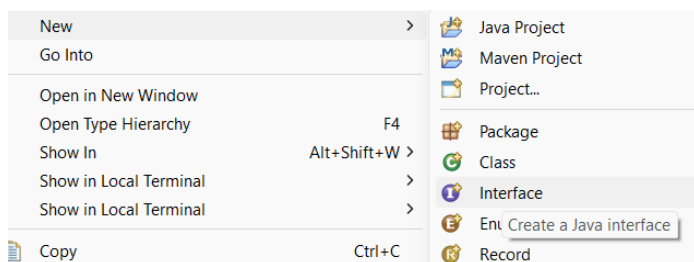 New >
Go Into
Open in New Window
Open Type Hierarchy F4
Show In Alt+Shift+W >
Show in Local Terminal >
Show in Local Terminal >
Copy Ctrl+C
Java Project
Maven Project
Project...
Package
Class
Interface
Create a Java interface
Record